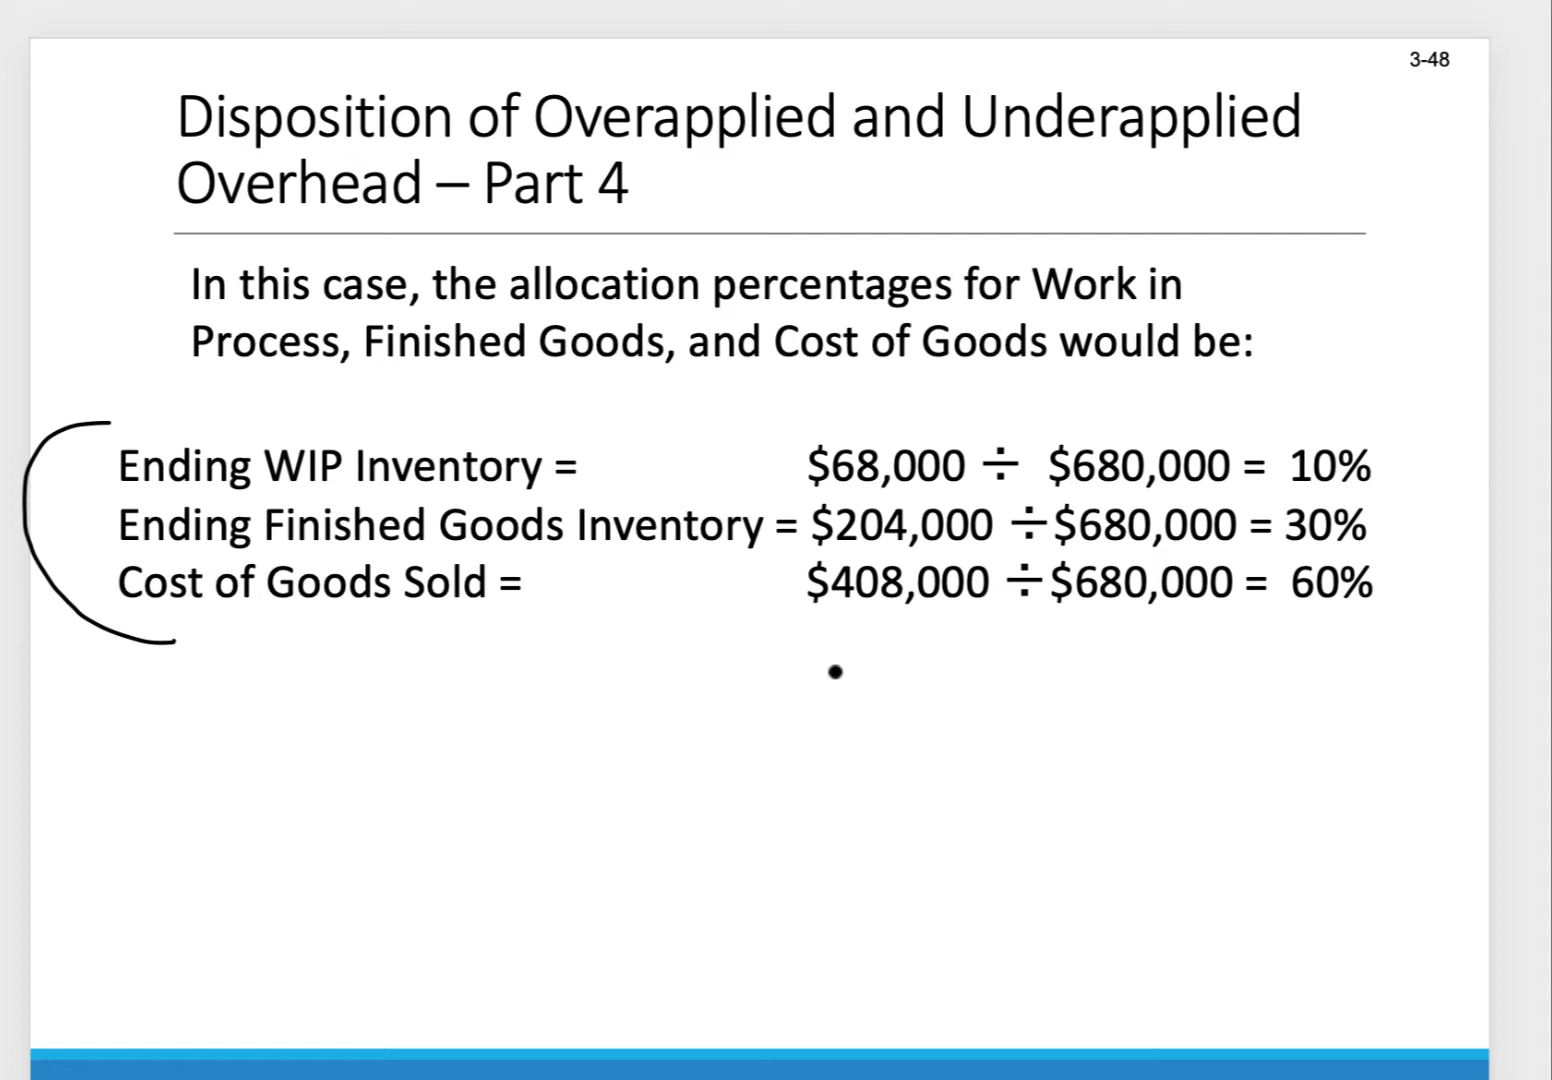 3-48
Disposition of Overapplied and Underapplied
Overhead – Part 4
In this case, the allocation percentages for Work in
Process, Finished Goods, and Cost of Goods would be:
Ending WIP Inventory = $68,000 ÷ $680,000 = 10%
Ending Finished Goods Inventory = $204,000 ÷ $680,000 = 30%
Cost of Goods Sold = $408,000 ÷ $680,000 = 60%